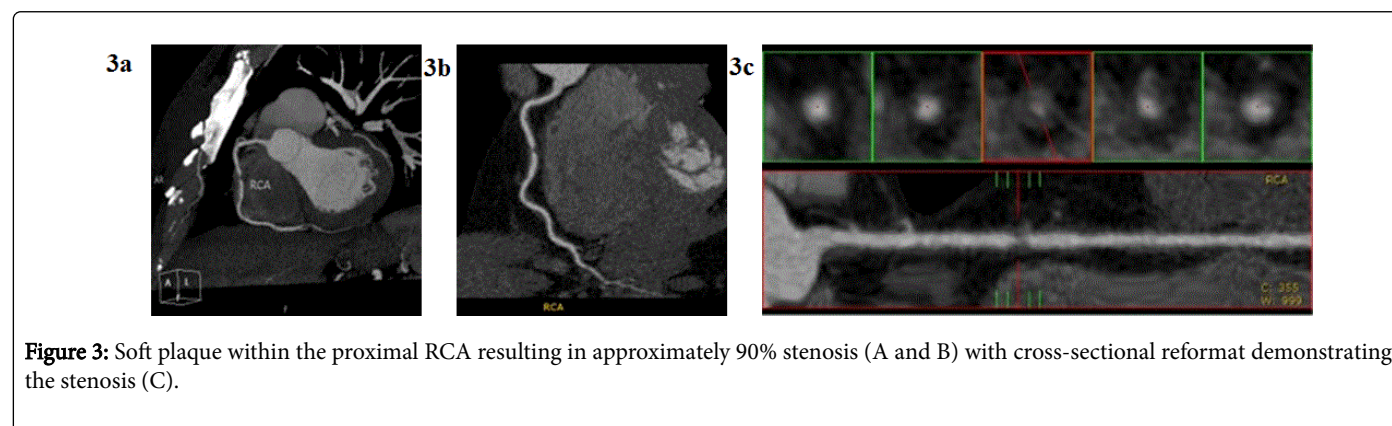 3a
3b
3c
RCA
AR
A
L
F
RCA
RCA
C: 355
W: 999
Figure 3: Soft plaque within the proximal RCA resulting in approximately 90% stenosis (A and B) with cross-sectional reformat demonstrating
the stenosis (C).